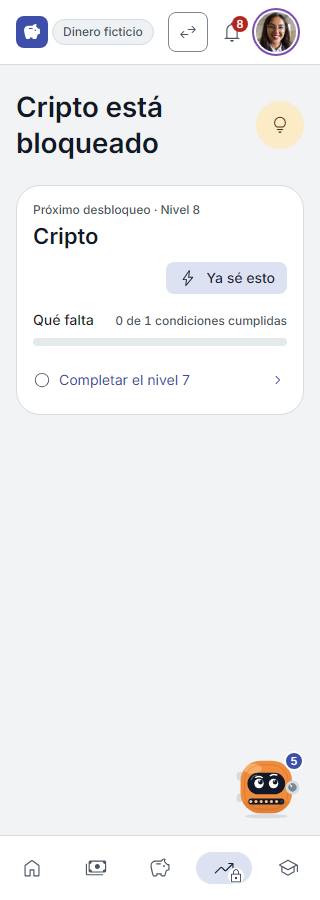 Dinero ficticio
8
Cripto está
bloqueado
Próximo desbloqueo · Nivel 8
Cripto
Ya sé esto
Qué falta
0 de 1 condiciones cumplidas
Completar el nivel 7
5